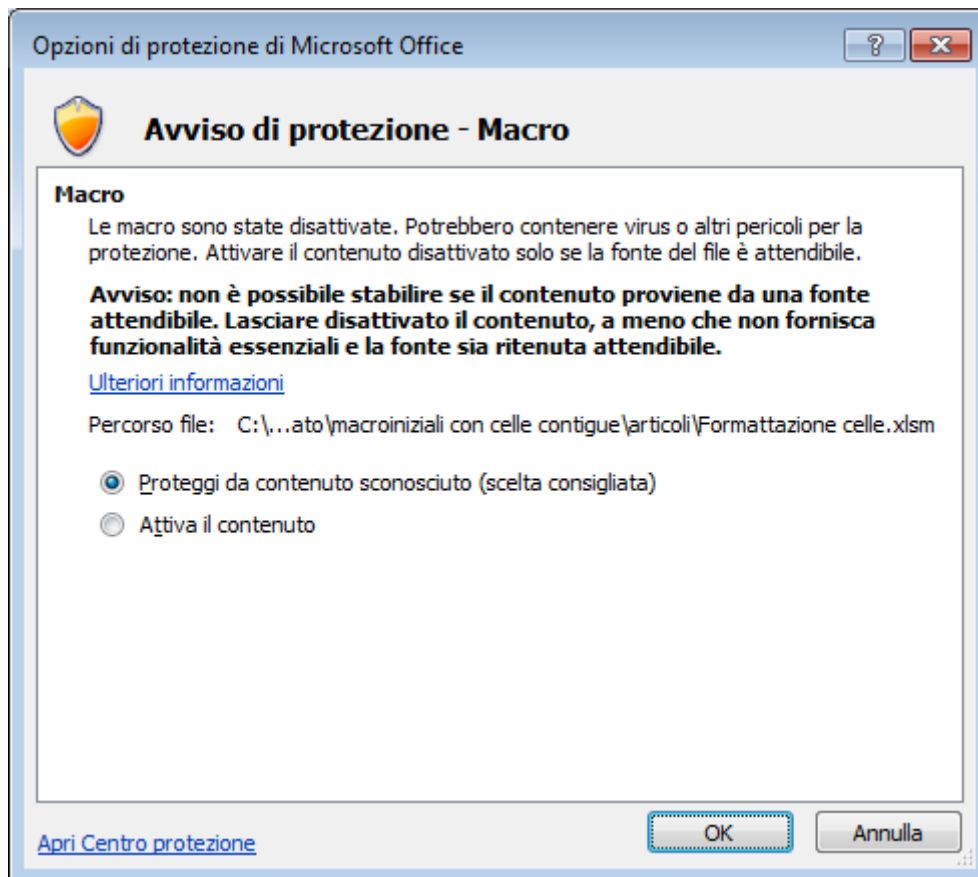 Opzioni di protezione di Microsoft Office
Avviso di protezione - Macro
Macro
Le macro sono state disattivate. Potrebbero contenere virus o altri pericoli per la
protezione. Attivare il contenuto disattivato solo se la fonte del file è attendibile.
Avviso: non è possibile stabilire se il contenuto proviene da una fonte
attendibile. Lasciare disattivato il contenuto, a meno che non fornisca
funzionalità essenziali e la fonte sia ritenuta attendibile.
Ulteriori informazioni
Percorso file: C:\...ato\macroiniziali con celle contigue\articoli\Formattazione celle.xlsm
Proteggi da contenuto sconosciuto (scelta consigliata)
Attiva il contenuto
Apri Centro protezione
OK
Annulla